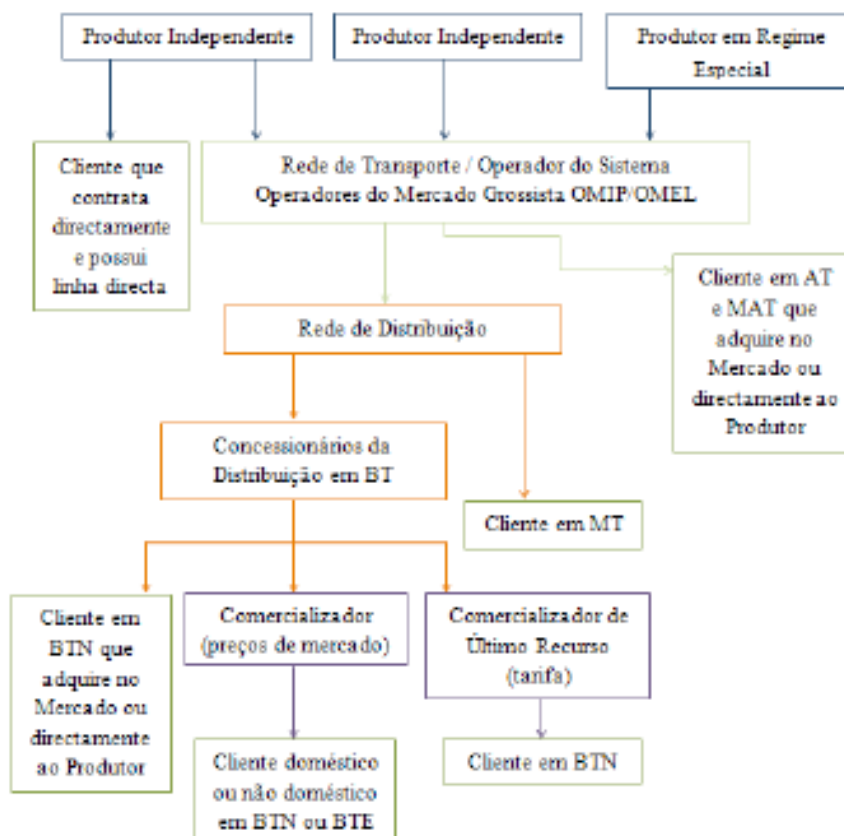 Produtor Independente
Produtor Independente
Produtor em Regime
Especial
Cliente que
contrata
directamente
e possui
linha directa
Rede de Transporte / Operador do Sistema
Operadores do Mercado Grossista OMIP/OMEL
Cliente em AT
e MAT que
adquire no
Mercado ou
directamente ao
Produtor
Rede de Distribuição
Concessionários da
Distribuição em BT
Cliente em MT
Cliente em
BTN que
adquire no
Mercado ou
directamente
ao Produtor
Comercializador
(preços de mercado)
Comercializador de
Último Recurso
(tarifa)
Cliente doméstico
ou não doméstico
em BTN ou BTE
Cliente em BTN